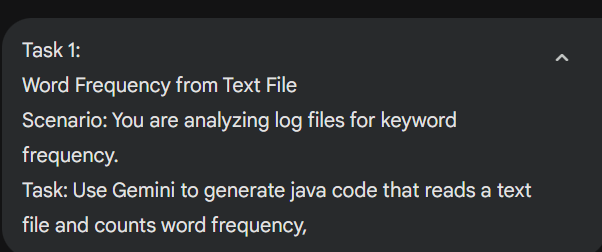 Task 1:
Word Frequency from Text File
Scenario: You are analyzing log files for keyword
frequency.
Task: Use Gemini to generate java code that reads a text
file and counts word frequency,